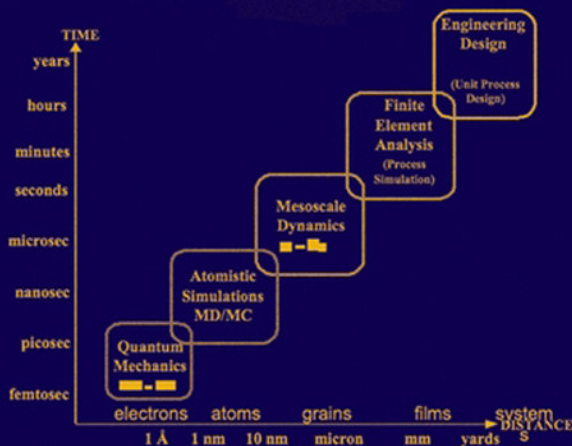 TIME
years
hours
minutes
seconds
microsec
nanosec
picosec
femtosec
Engineering
Design
(Unit Process
Design)
Finite
Element
Analysis
(Process
Simulation)
Mesoscale
Dynamics
Atomistic
Simulations
MD/MC
Quantum
Mechanics
electrons atoms grains films systems
DISTANCE
1 Å 1 nm 10 nm micron mm yards